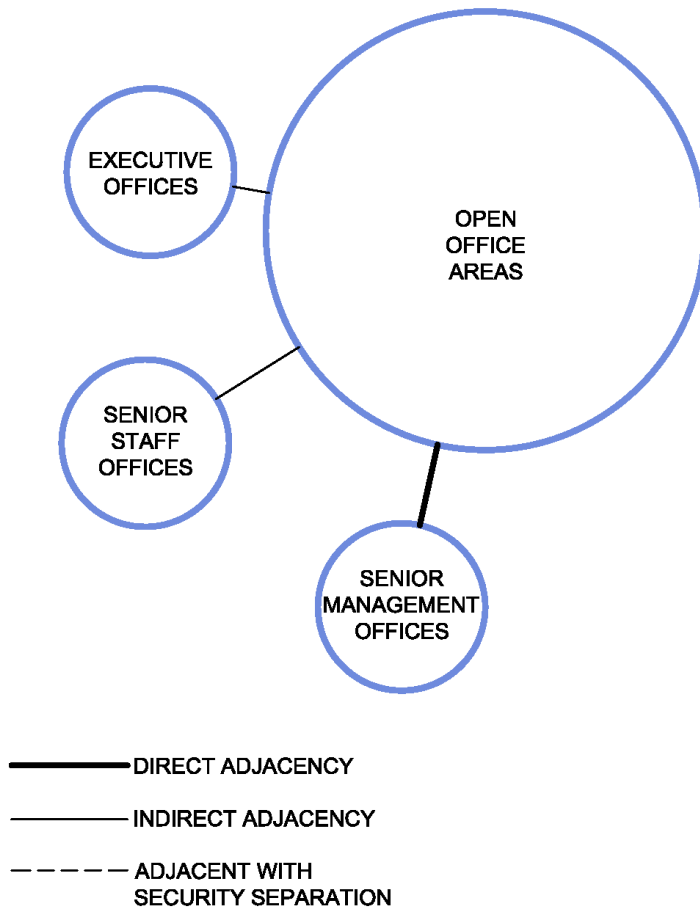 EXECUTIVE
OFFICES
OPEN
OFFICE
AREAS
SENIOR
STAFF
OFFICES
SENIOR
MANAGEMENT
OFFICES
DIRECT ADJACENCY
INDIRECT ADJACENCY
ADJACENT WITH
SECURITY SEPARATION